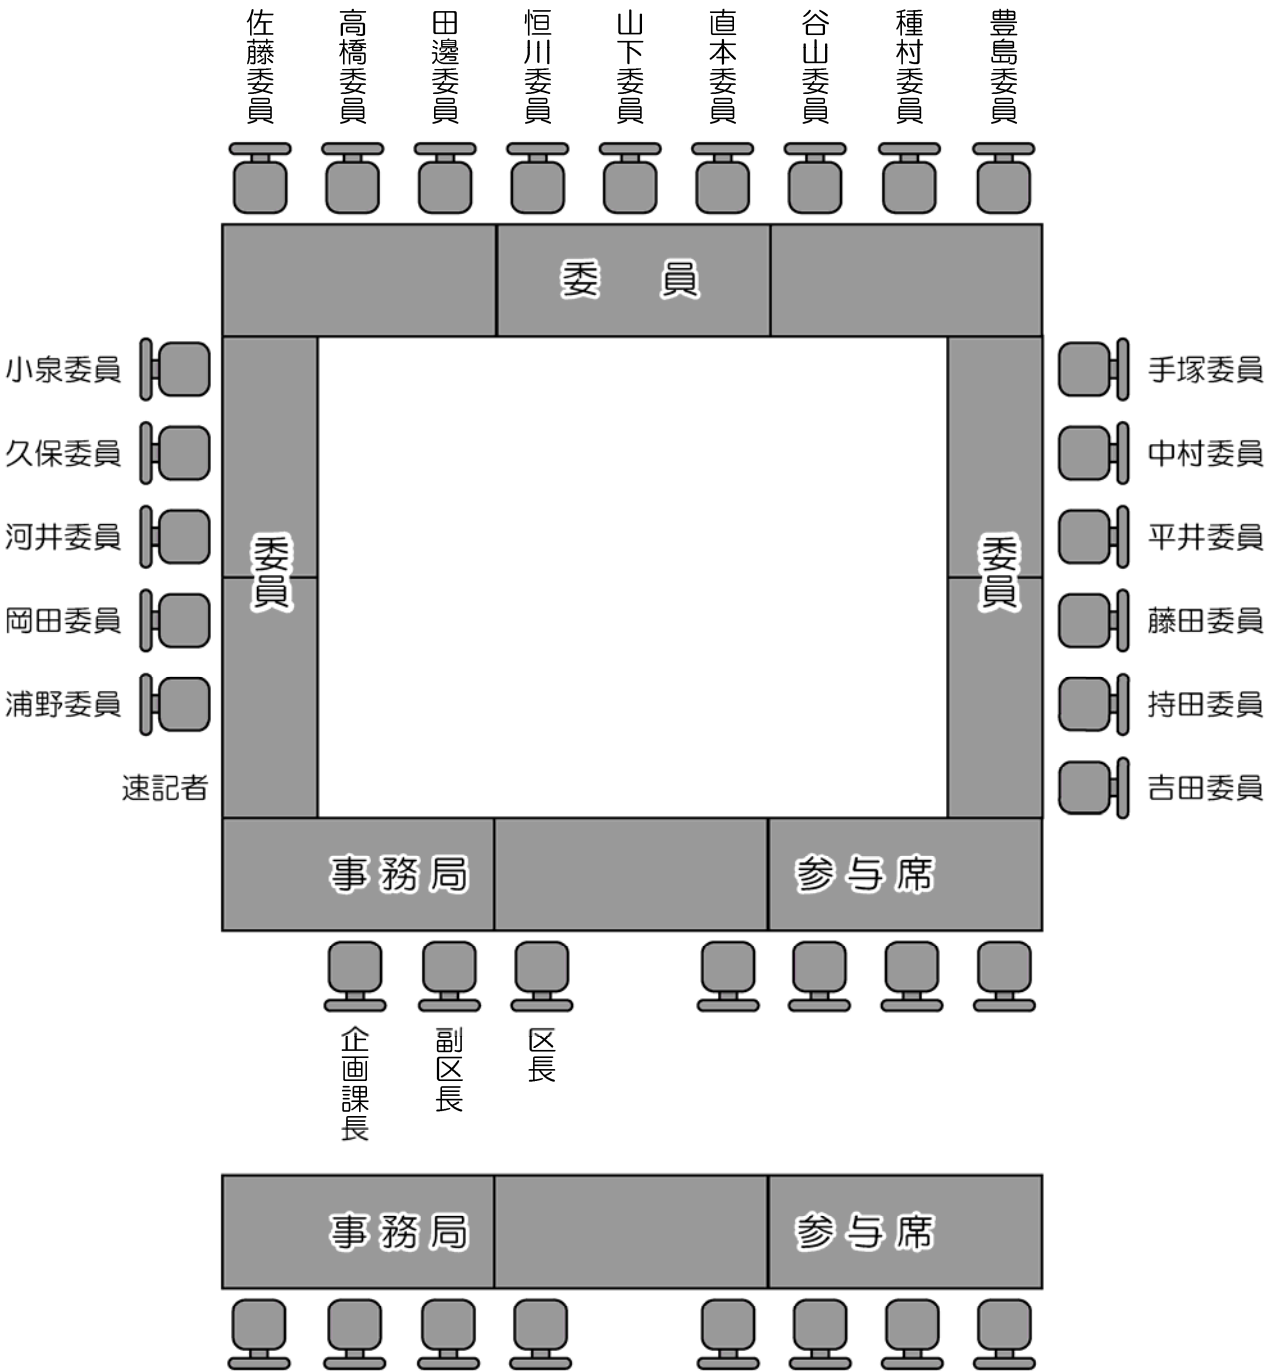 佐藤委員
高橋委員
田邊委員
恒川委員
山下委員
直本委員
谷山委員
種村委員
豊島委員
委員
小泉委員
久保委員
河井委員
岡田委員
浦野委員
速記者
委員
委員
手塚委員
中村委員
平井委員
藤田委員
持田委員
吉田委員
事務局
参与席
企画課長
副区長
区長
事務局
参与席